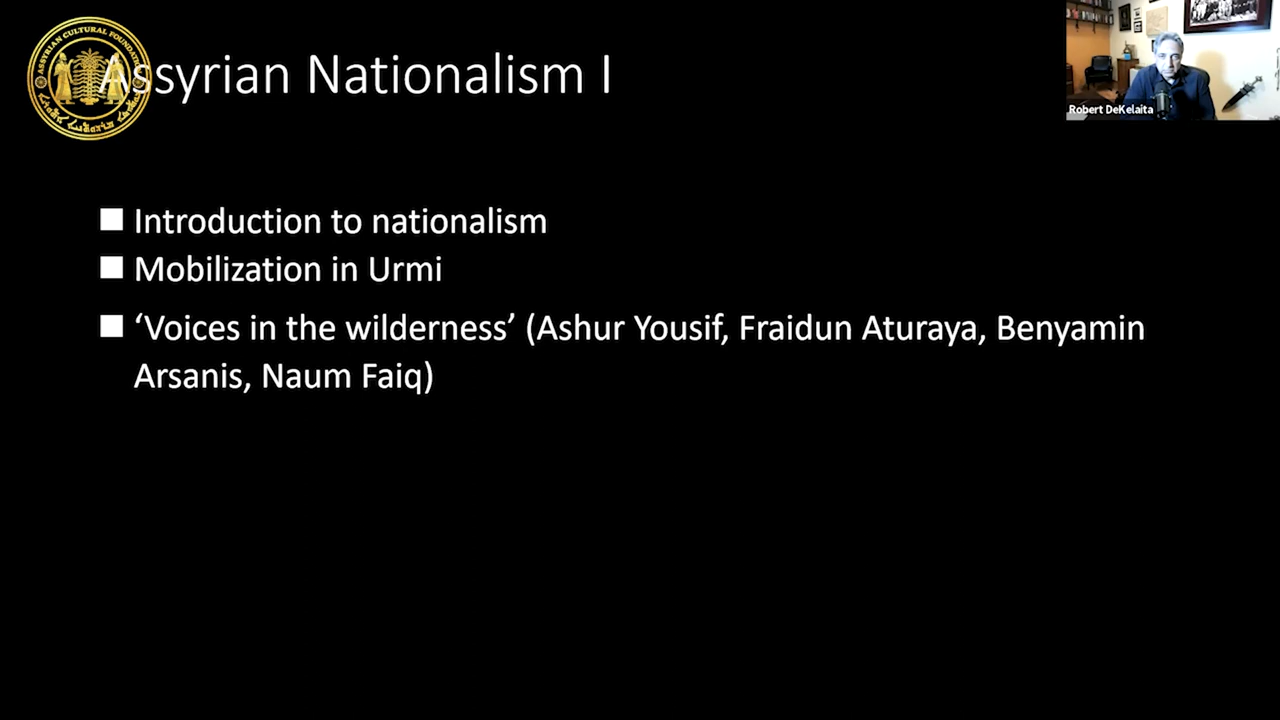 ASSYRIAN CULTURAL FOUNDATION
Assyrian Nationalism I
Robert DeKelaita
Introduction to nationalism
Mobilization in Urmi
‘Voices in the wilderness’ (Ashur Yousif, Fraidun Aturaya, Benyamin
Arsanis, Naum Faiq)